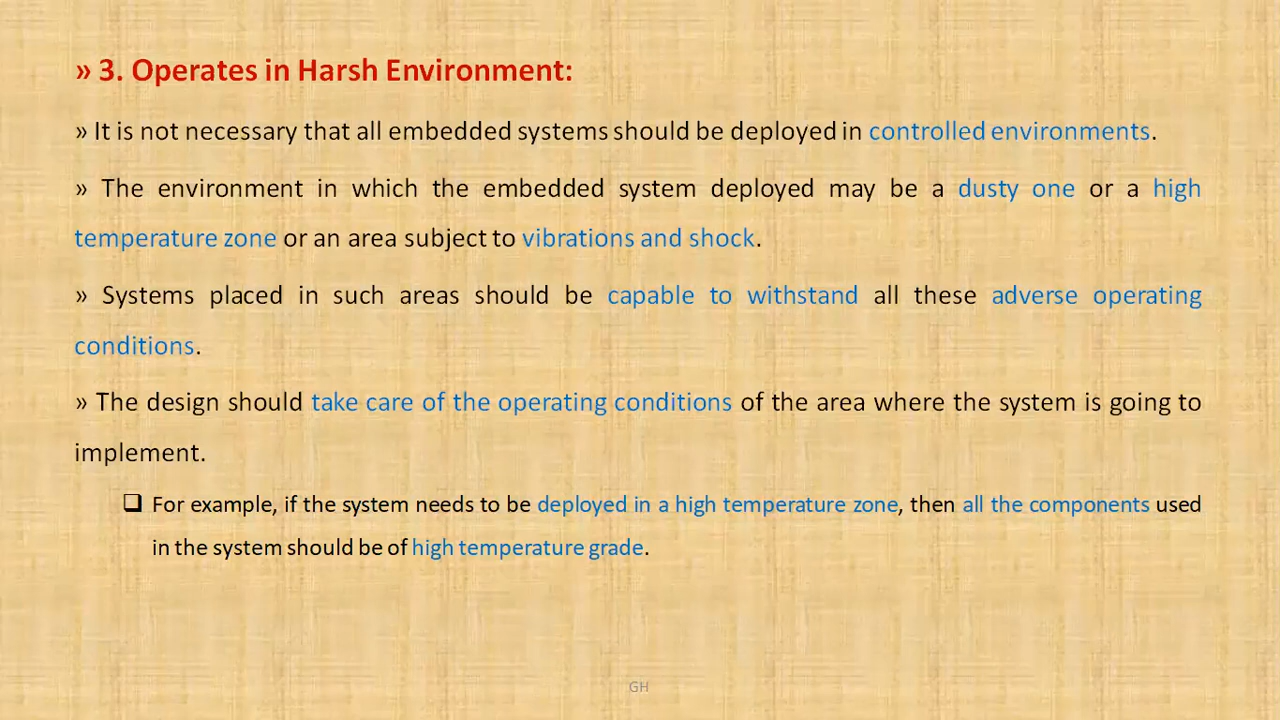 » 3. Operates in Harsh Environment:
» It is not necessary that all embedded systems should be deployed in controlled environments.
» The environment in which the embedded system deployed may be a dusty one or a high
temperature zone or an area subject to vibrations and shock.
» Systems placed in such areas should be capable to withstand all these adverse operating
conditions.
» The design should take care of the operating conditions of the area where the system is going to
implement.
❑ For example, if the system needs to be deployed in a high temperature zone, then all the components used
in the system should be of high temperature grade.
GH